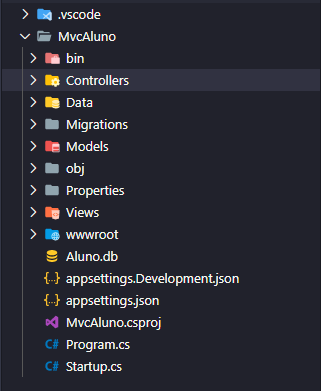 .vscode
MvcAluno
bin
Controllers
Data
Migrations
Models
obj
Properties
Views
wwwroot
Aluno.db
appsettings.Development.json
appsettings.json
MvcAluno.csproj
C# Program.cs
C# Startup.cs